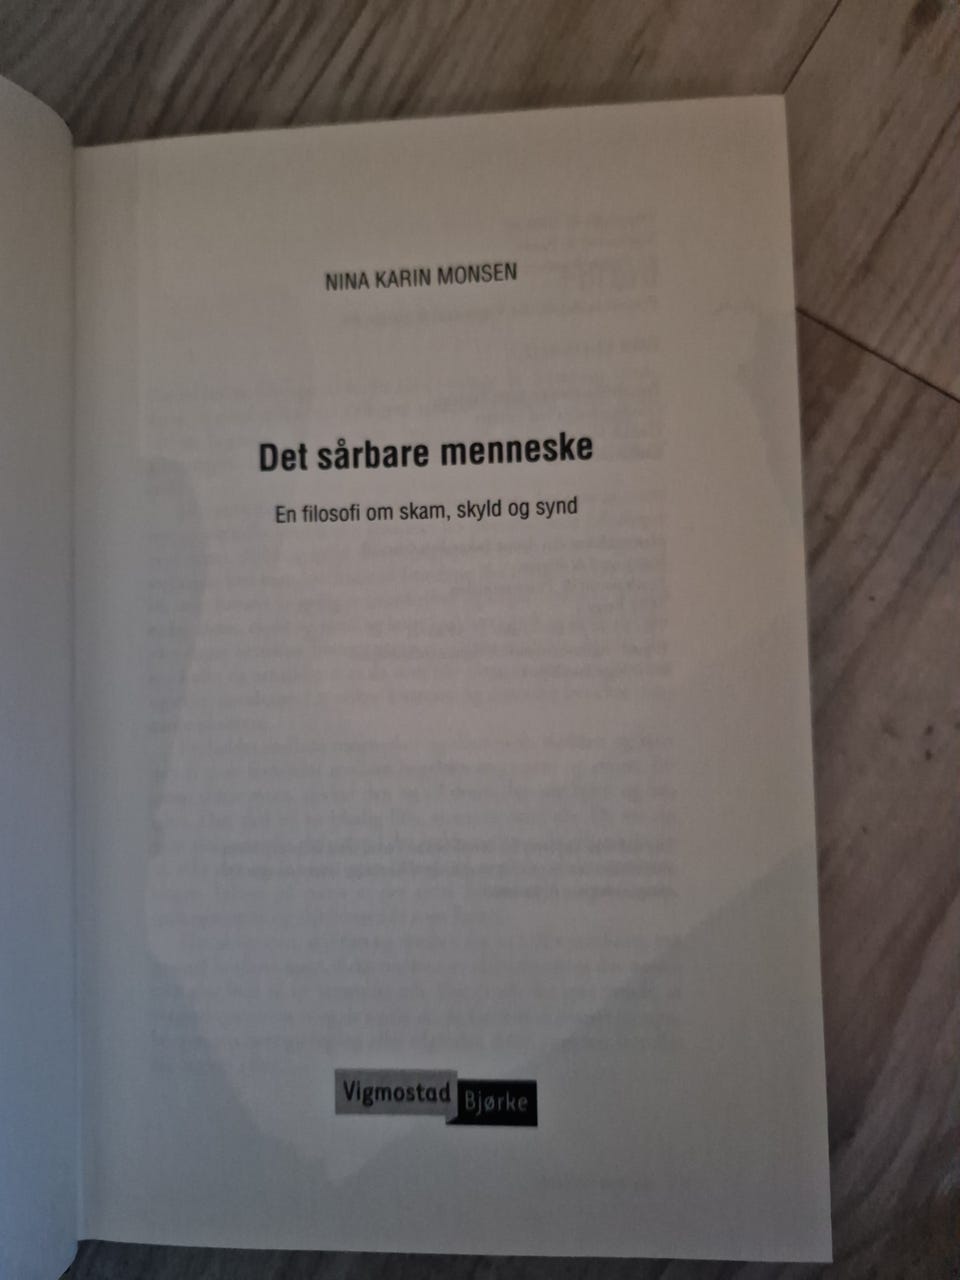 NINA KARIN MONSEN
Det sårbare menneske
En filosofi om skam, skyld og synd
Vigmostad
Bjørke